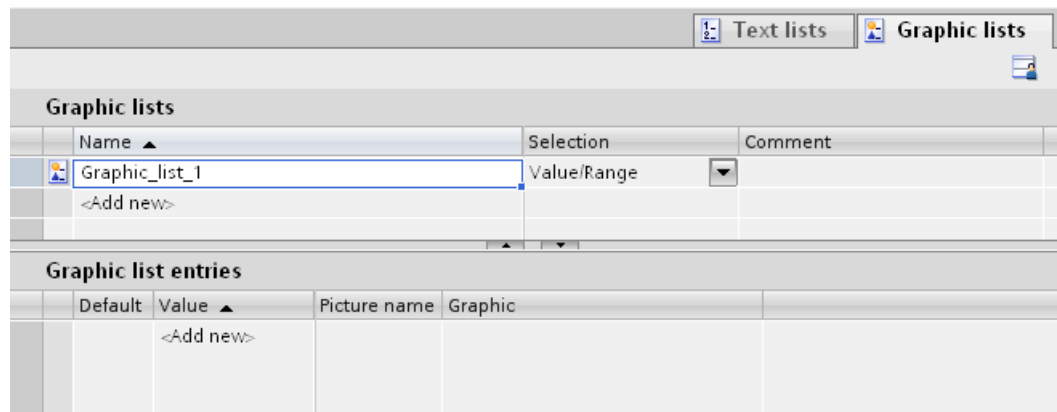 Text lists Graphic lists
Graphic lists
Name Selection Comment
Graphic_list_1 Value/Range
<Add new>
Graphic list entries
Default Value Picture name Graphic
<Add new>